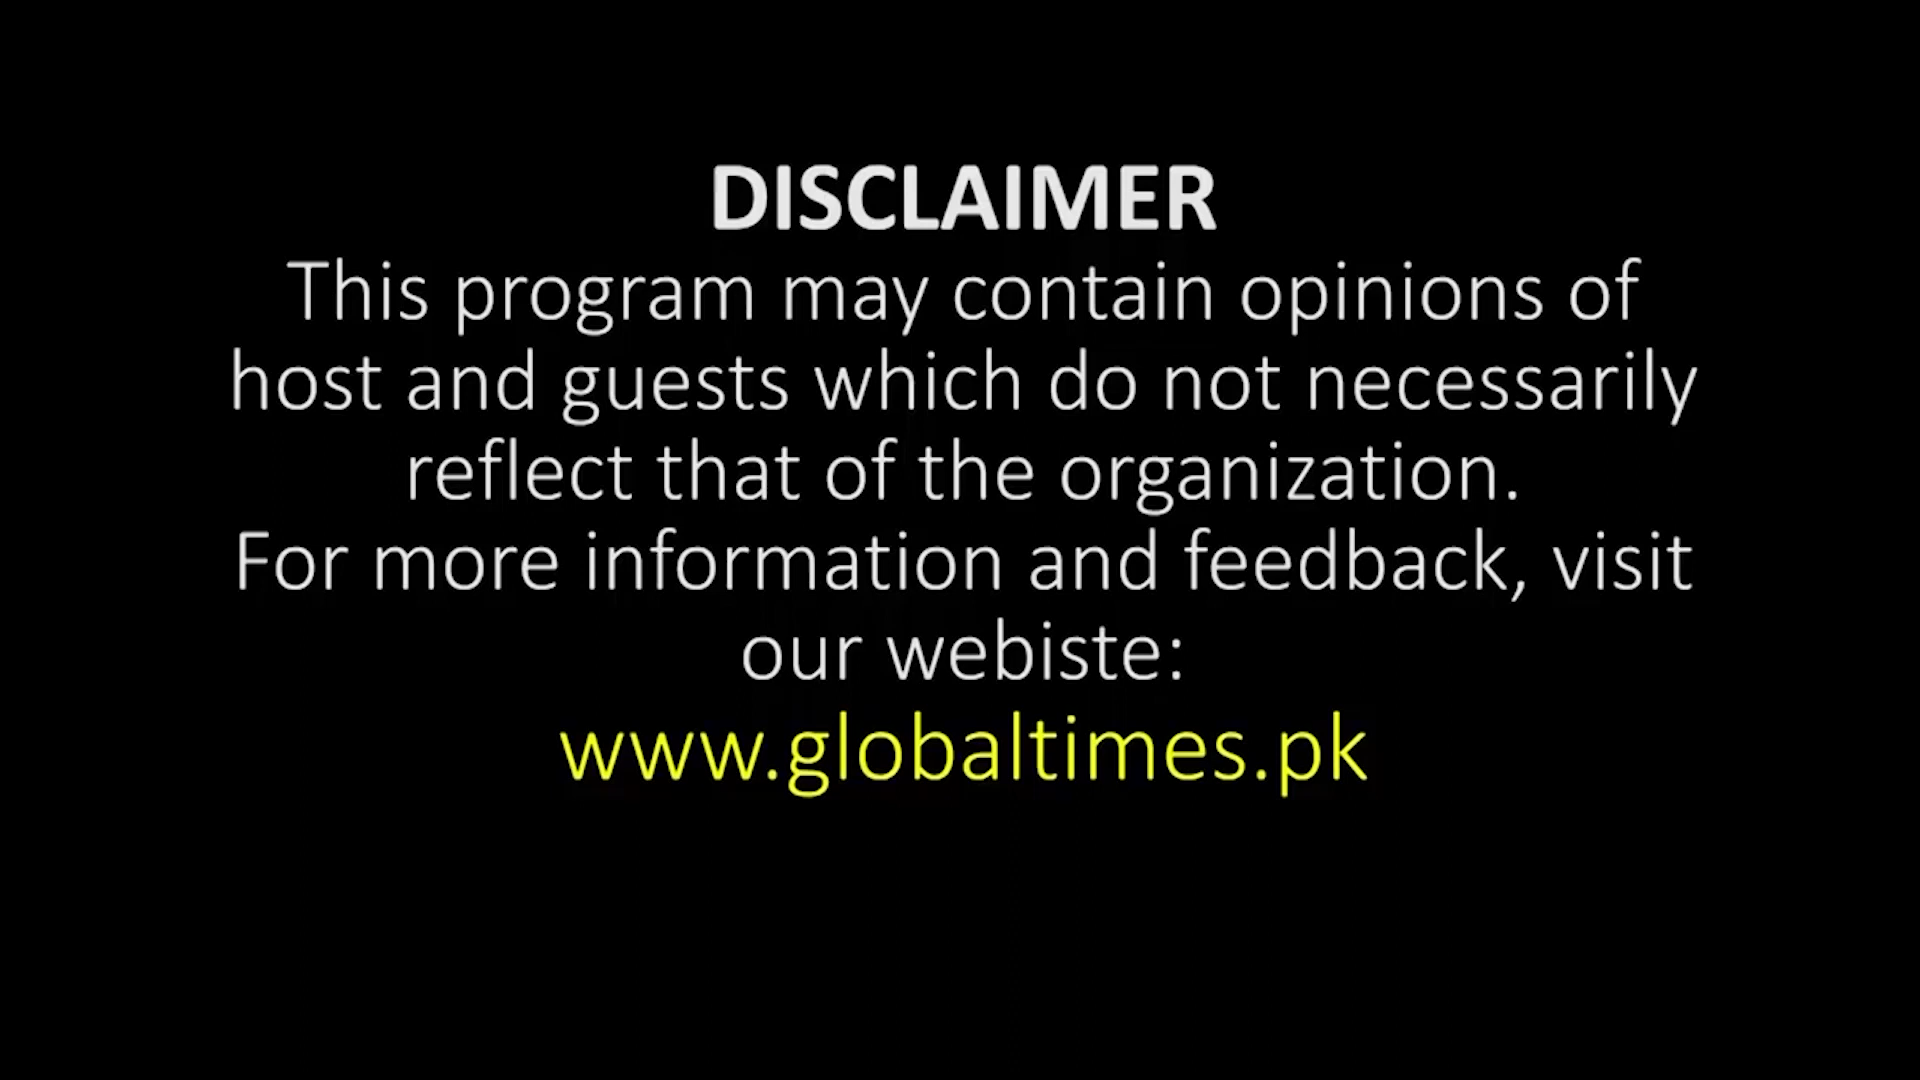 DISCLAIMER
This program may contain opinions of
host and guests which do not necessarily
reflect that of the organization.
For more information and feedback, visit
our webiste:
www.globaltimes.pk